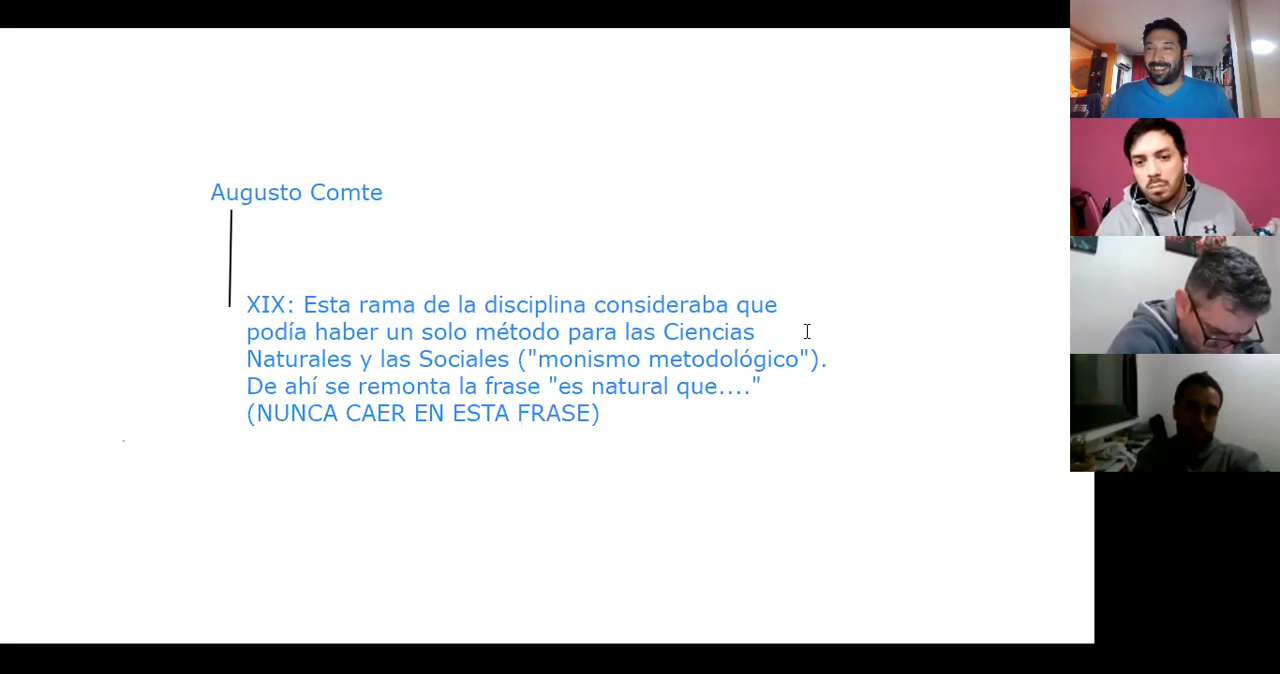 Augusto Comte
XIX: Esta rama de la disciplina consideraba que
podía haber un solo método para las Ciencias
Naturales y las Sociales ("monismo metodológico").
De ahí se remonta la frase "es natural que...."
(NUNCA CAER EN ESTA FRASE)